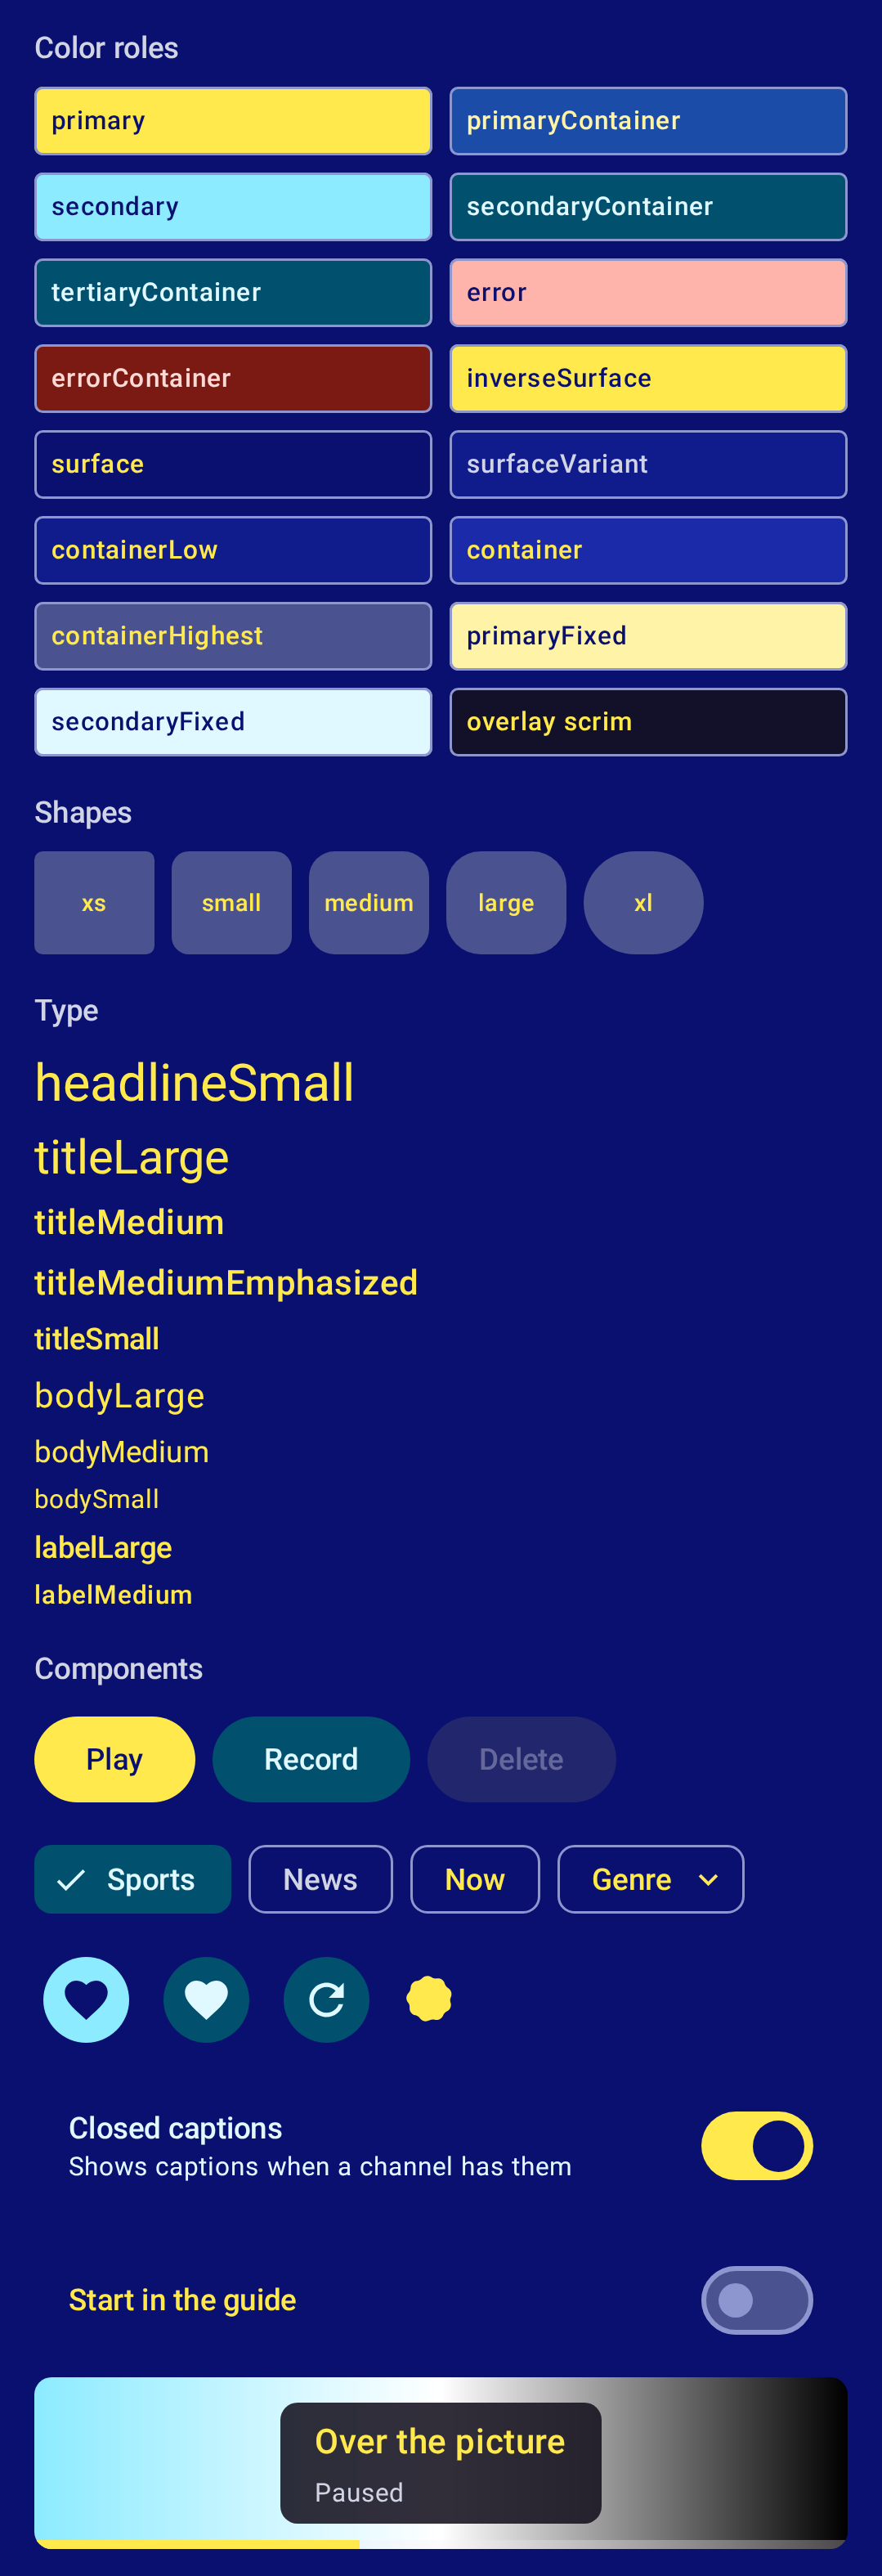 Color roles
primary
primaryContainer
secondary
secondaryContainer
tertiaryContainer
error
errorContainer
inverseSurface
surface
surfaceVariant
containerLow
container
containerHighest
primaryFixed
secondaryFixed
overlay scrim
Shapes
xs
small
medium
large
xl
Type
headlineSmall
titleLarge
titleMedium
titleMediumEmphasized
titleSmall
bodyLarge
bodyMedium
bodySmall
labelLarge
labelMedium
Components
Play
Record
Delete
Sports
News
Now
Genre
Closed captions
Shows captions when a channel has them
Start in the guide
Over the picture
Paused